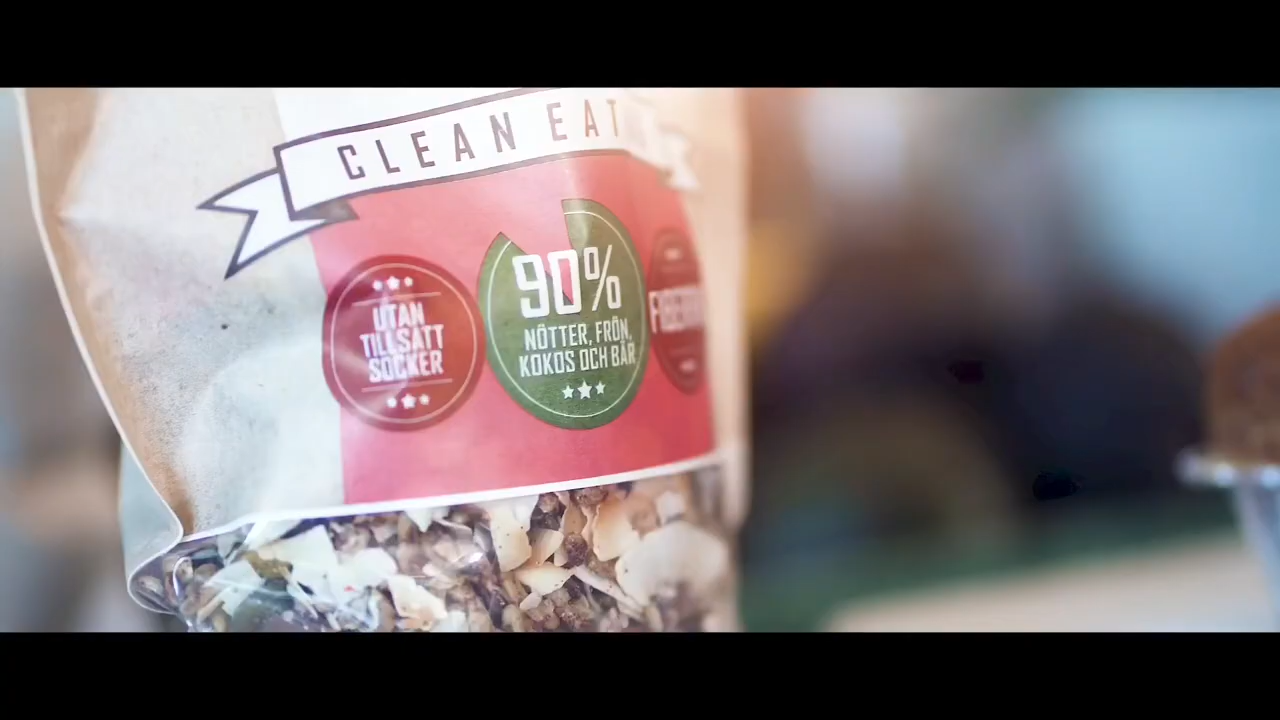 CLEAN EAT
UTAN
TILLSATT
SOCKER
90%
NÖTTER, FRÖN,
KOKOS OCH BÄR